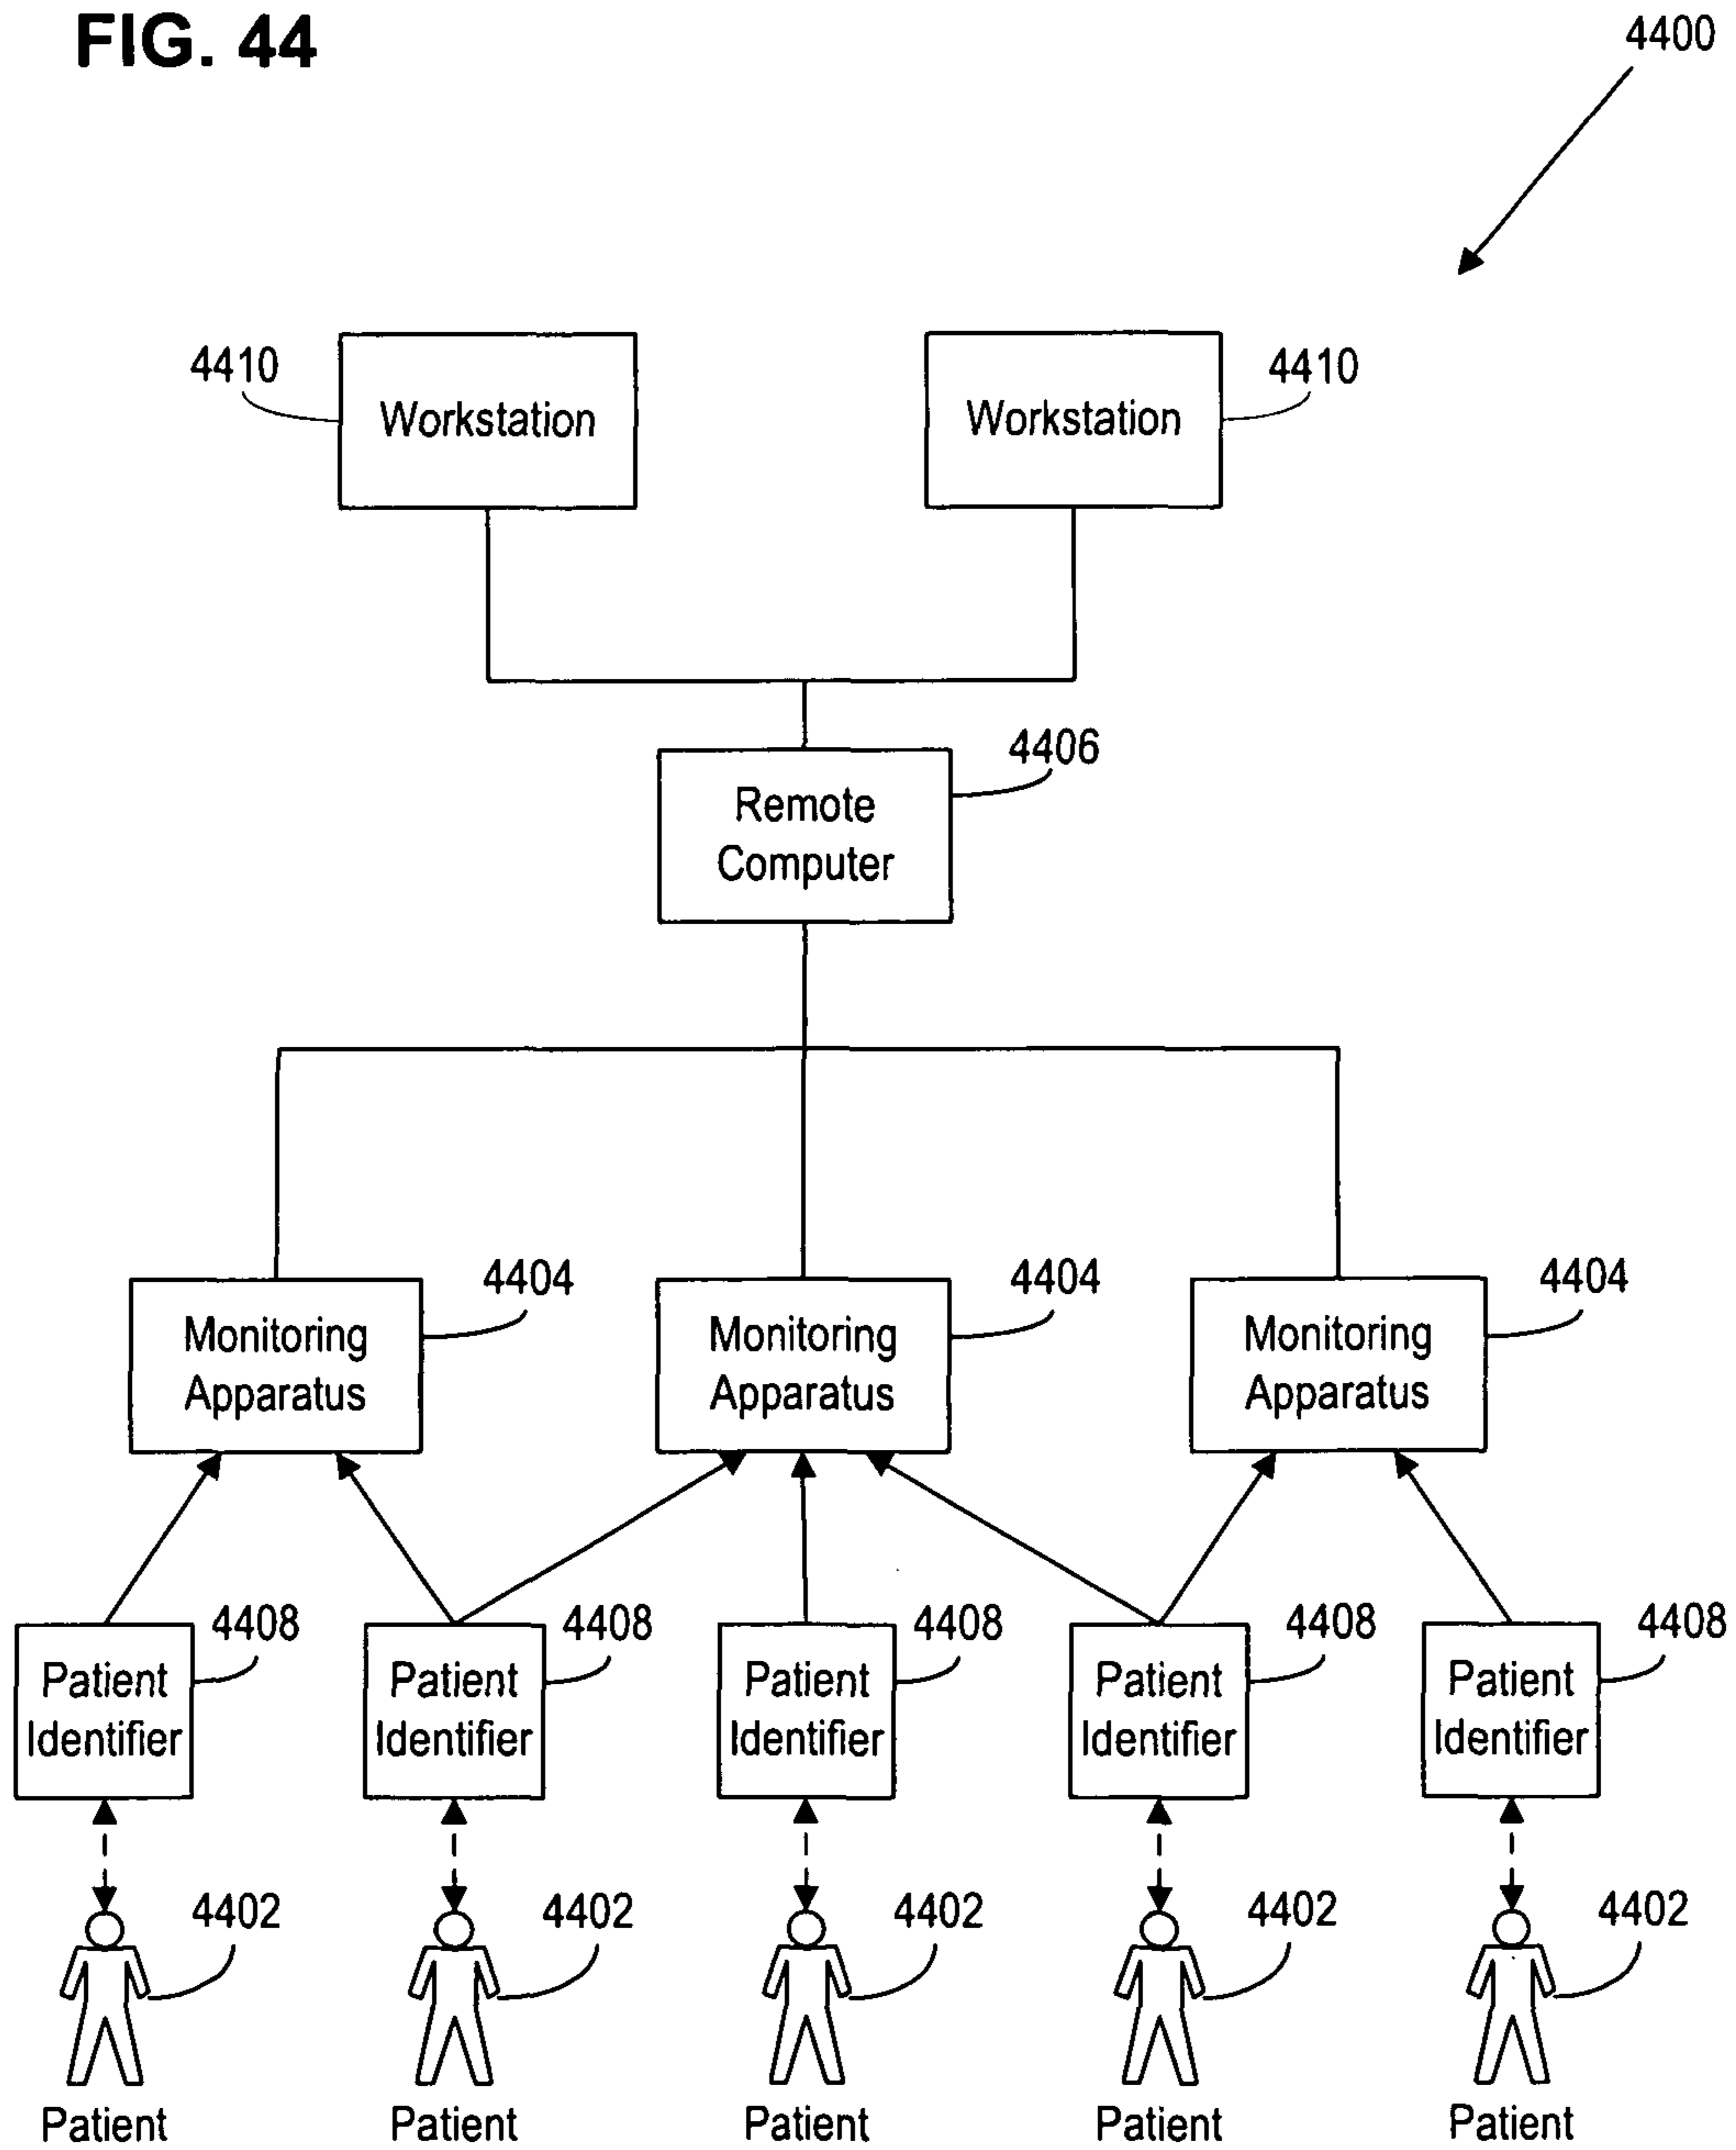 FIG. 44
4400
4410
Workstation
Workstation
4410
4406
Remote
Computer
4404
4404
4404
Monitoring
Apparatus
Monitoring
Apparatus
Monitoring
Apparatus
4408
4408
4408
4408
4408
Patient
Identifier
Patient
Identifier
Patient
Identifier
Patient
Identifier
Patient
Identifier
4402
4402
4402
4402
4402
Patient
Patient
Patient
Patient
Patient